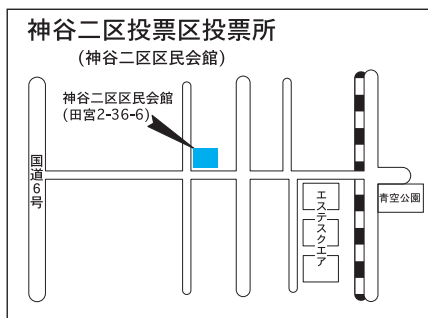 神谷二区投票区投票所
(神谷二区区民会館)
神谷二区区民会館
(田宮2-36-6)
国道6号
エステスクエア
青空公園